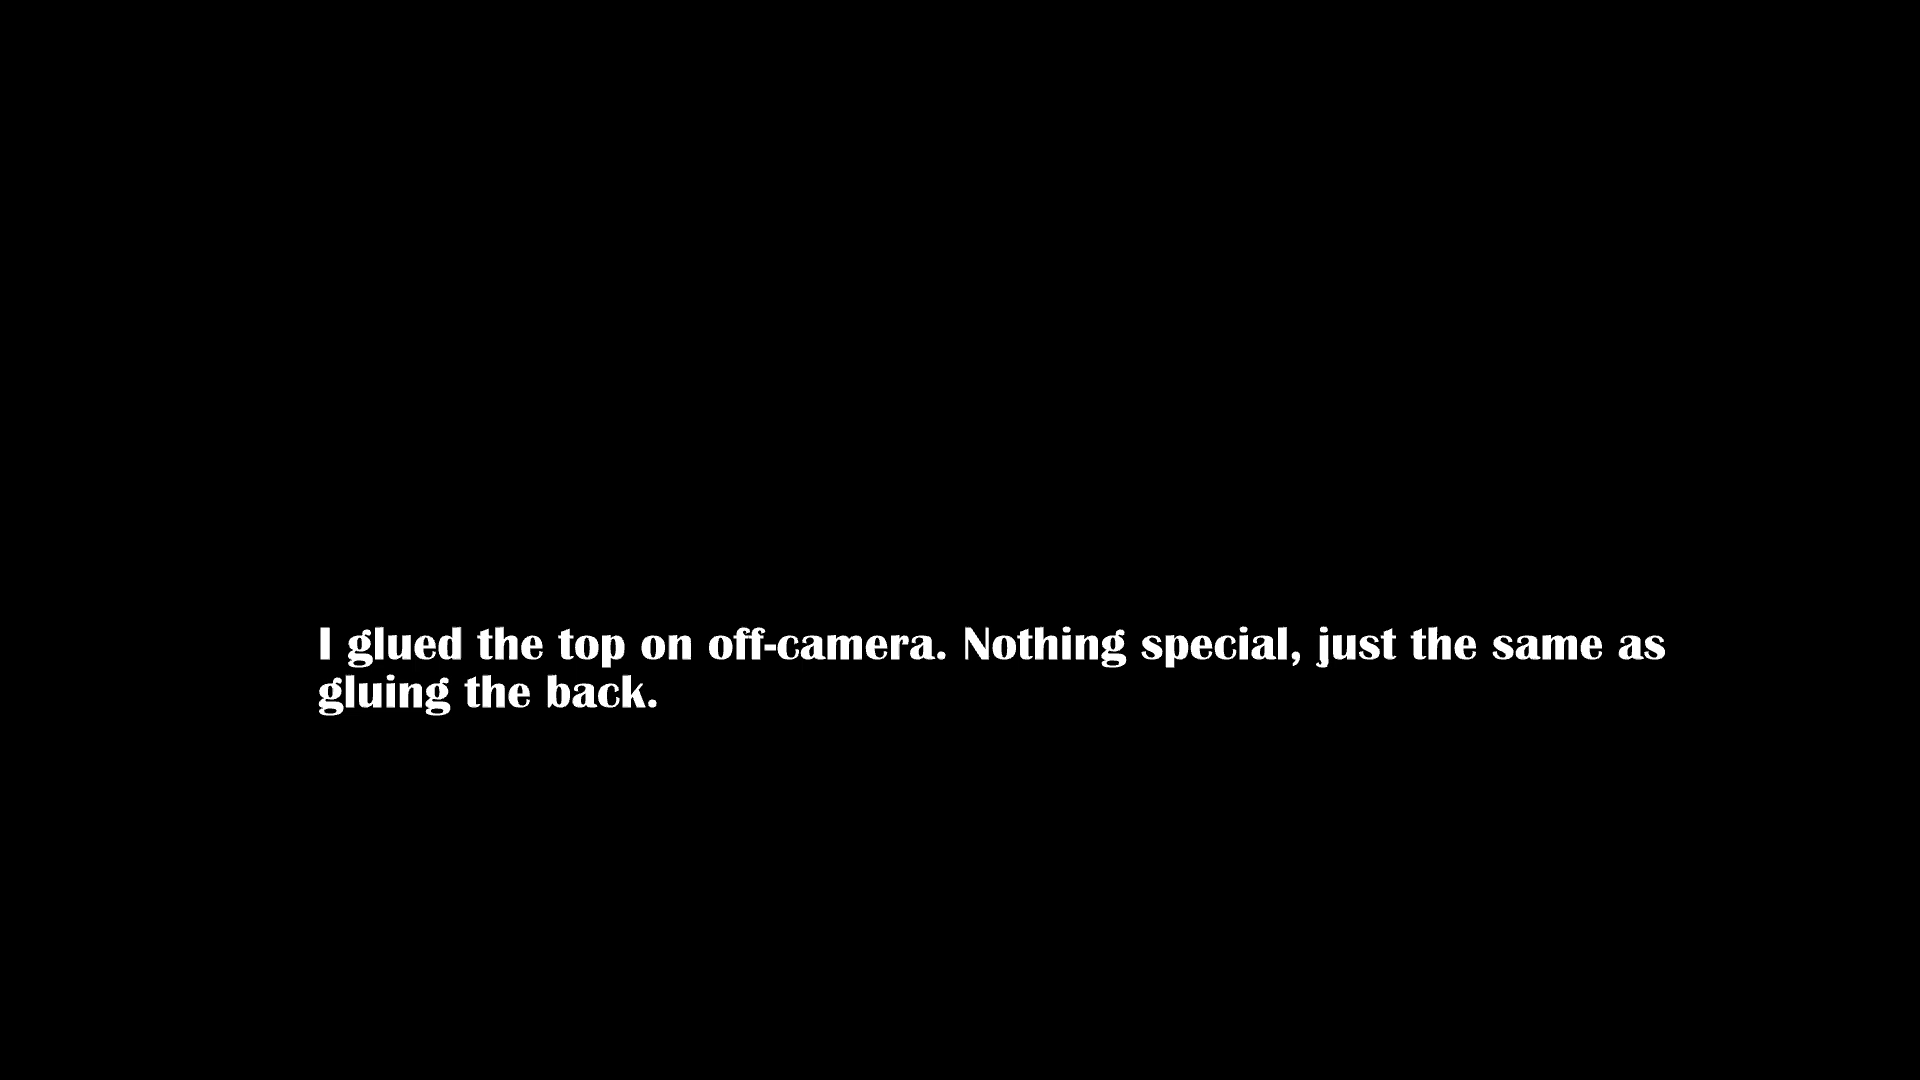 I glued the top on off-camera. Nothing special, just the same as
gluing the back.